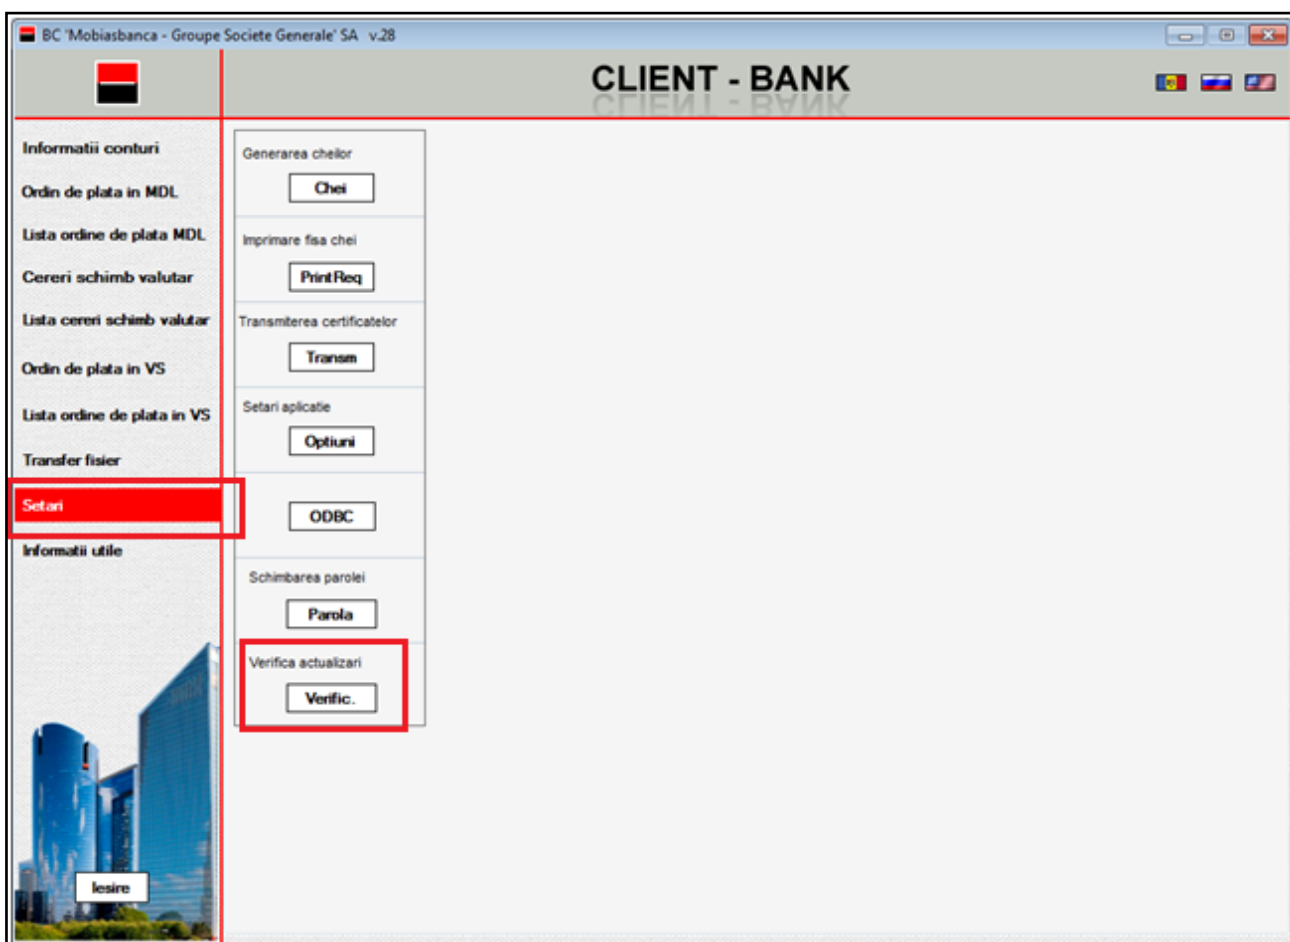 BC 'Mobiasbanca - Groupe Societe Generale' SA v.28
CLIENT - BANK
Informatii conturi
Ordin de plata in MDL
Lista ordine de plata MDL
Cereri schimb valutar
Lista cereri schimb valutar
Ordin de plata in VS
Lista ordine de plata in VS
Transfer fisier
Setari
Informatii utile
Iesire
Generarea cheilor
Chei
Imprimare fisa chei
PrintReq
Transmiterea certificatelor
Transm
Setari aplicatie
Optiuni
ODBC
Schimbarea parolei
Parola
Verifica actualizari
Verific.